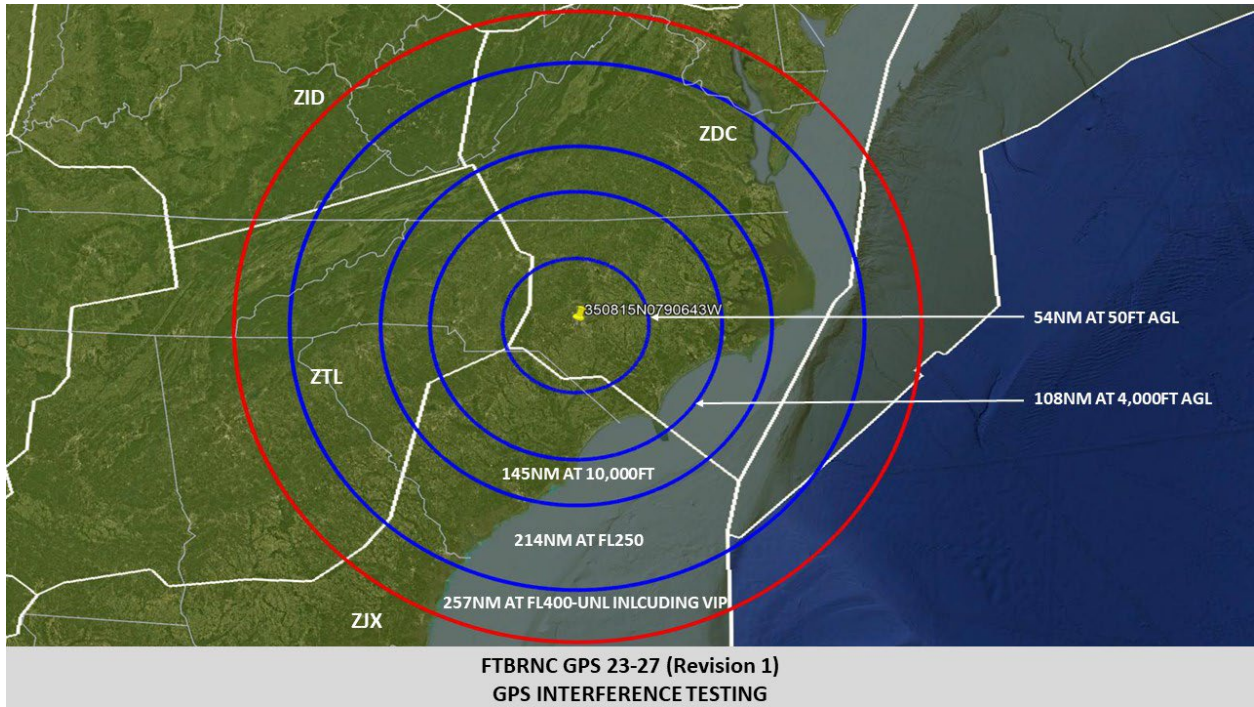 ZID
ZDC
350815N0790643W
54NM AT 50FT AGL
ZTL
108NM AT 4,000FT AGL
145NM AT 10,000FT
214NM AT FL250
257NM AT FL400-UNL INLCUDING VIP
ZJX
FTBRNC GPS 23-27 (Revision 1)
GPS INTERFERENCE TESTING